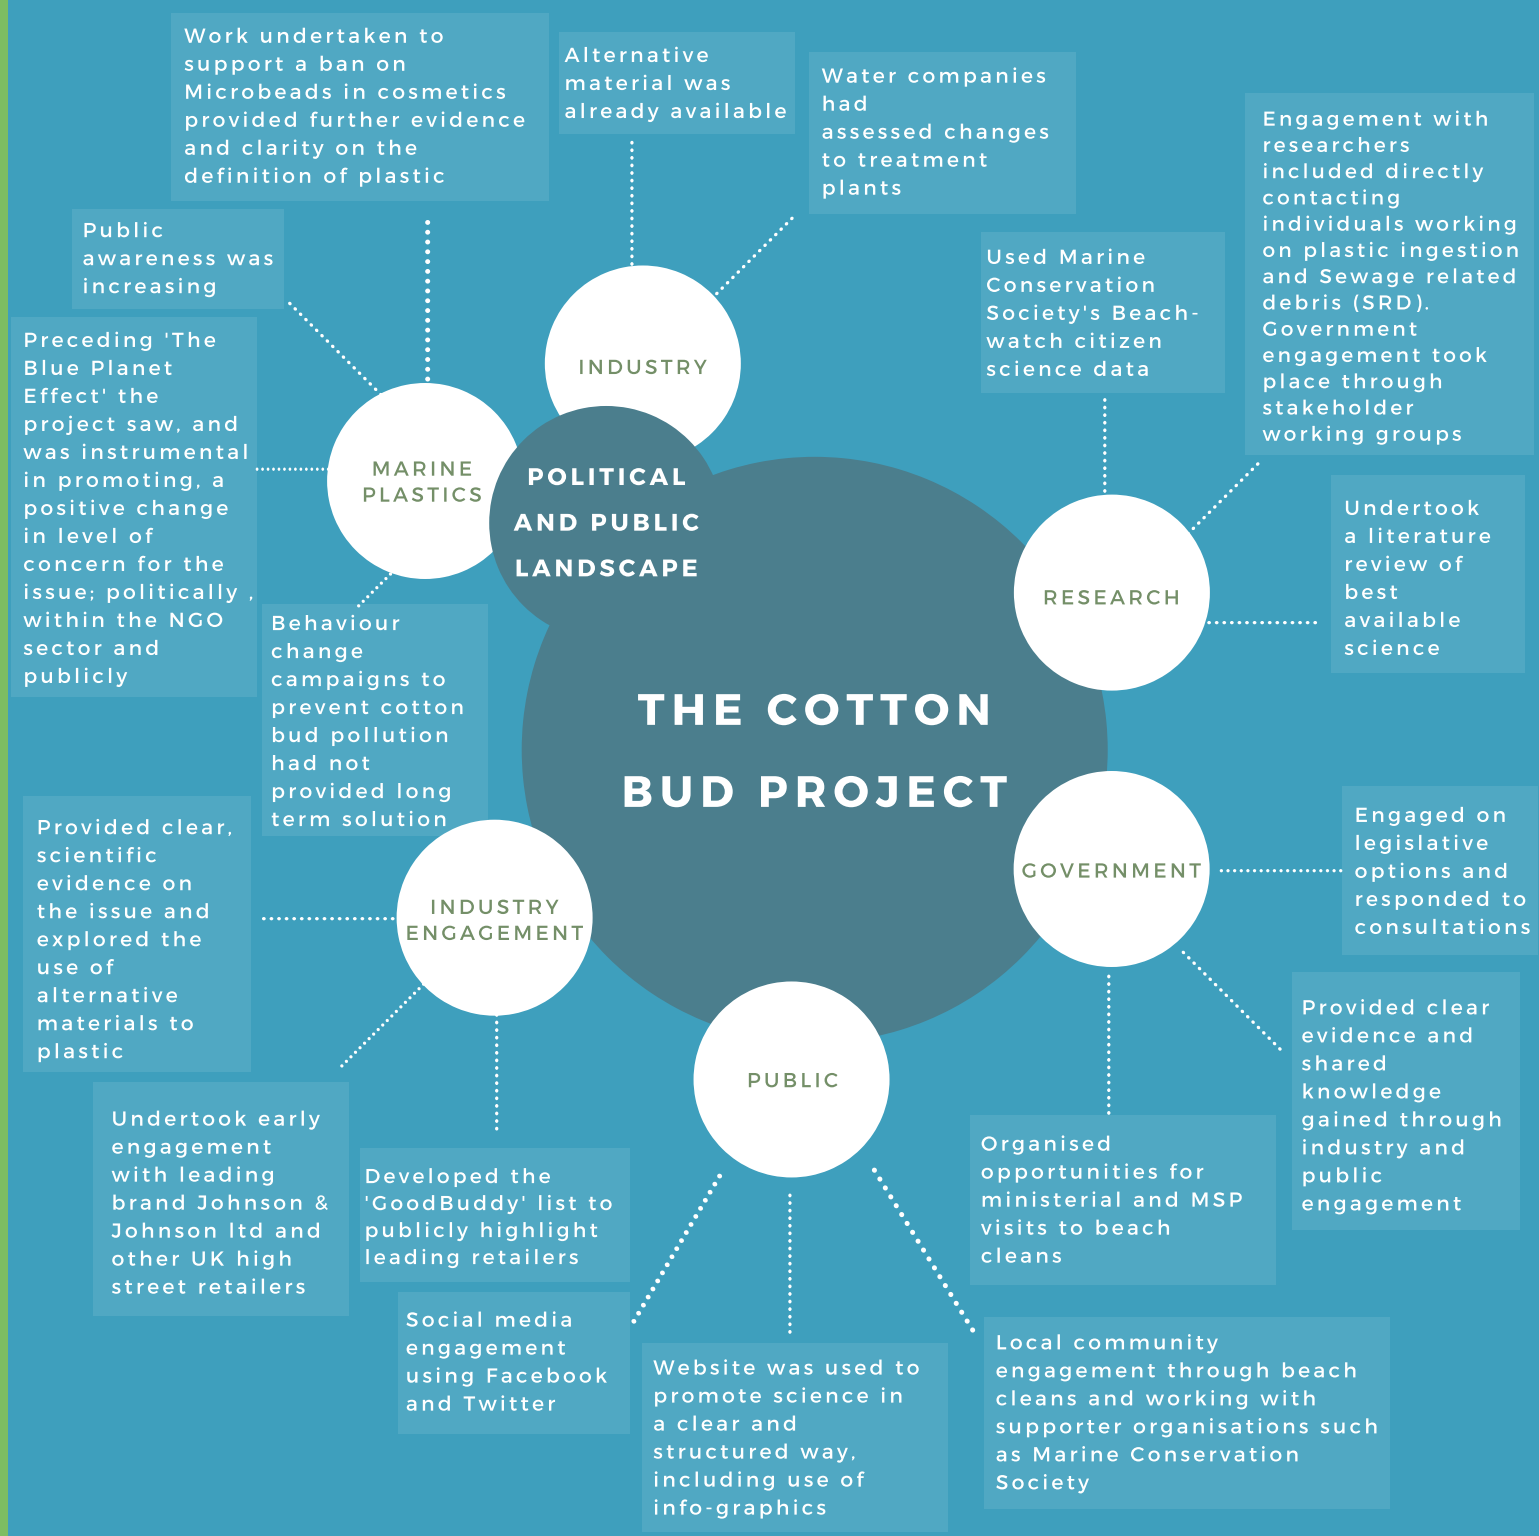 Work undertaken to
support a ban on
Microbeads in cosmetics
provided further evidence
and clarity on the
definition of plastic
Alternative
material was
already available
Water companies
had
assessed changes
to treatment
plants
Engagement with
researchers
included directly
contacting
individuals working
on plastic ingestion
and Sewage related
debris (SRD).
Government
engagement took
place through
stakeholder
working groups
Public
awareness was
increasing
Used Marine
Conservation
Society's Beach-
watch citizen
science data
Preceding 'The
Blue Planet
Effect' the
project saw, and
was instrumental
in promoting, a
positive change
in level of
concern for the
issue; politically ,
within the NGO
sector and
publicly
INDUSTRY
MARINE
PLASTICS
POLITICAL
AND PUBLIC
LANDSCAPE
Undertook
a literature
review of
best
available
science
RESEARCH
Behaviour
change
campaigns to
prevent cotton
bud pollution
had not
provided long
term solution
THE COTTON
BUD PROJECT
Provided clear,
scientific
evidence on
the issue and
explored the
use of
alternative
materials to
plastic
INDUSTRY
ENGAGEMENT
GOVERNMENT
Engaged on
legislative
options and
responded to
consultations
Provided clear
evidence and
shared
knowledge
gained through
industry and
public
engagement
PUBLIC
Undertook early
engagement
with leading
brand Johnson &
Johnson ltd and
other UK high
street retailers
Developed the
'GoodBuddy' list to
publicly highlight
leading retailers
Organised
opportunities for
ministerial and MSP
visits to beach
cleans
Social media
engagement
using Facebook
and Twitter
Website was used to
promote science in
a clear and
structured way,
including use of
info-graphics
Local community
engagement through beach
cleans and working with
supporter organisations such
as Marine Conservation
Society